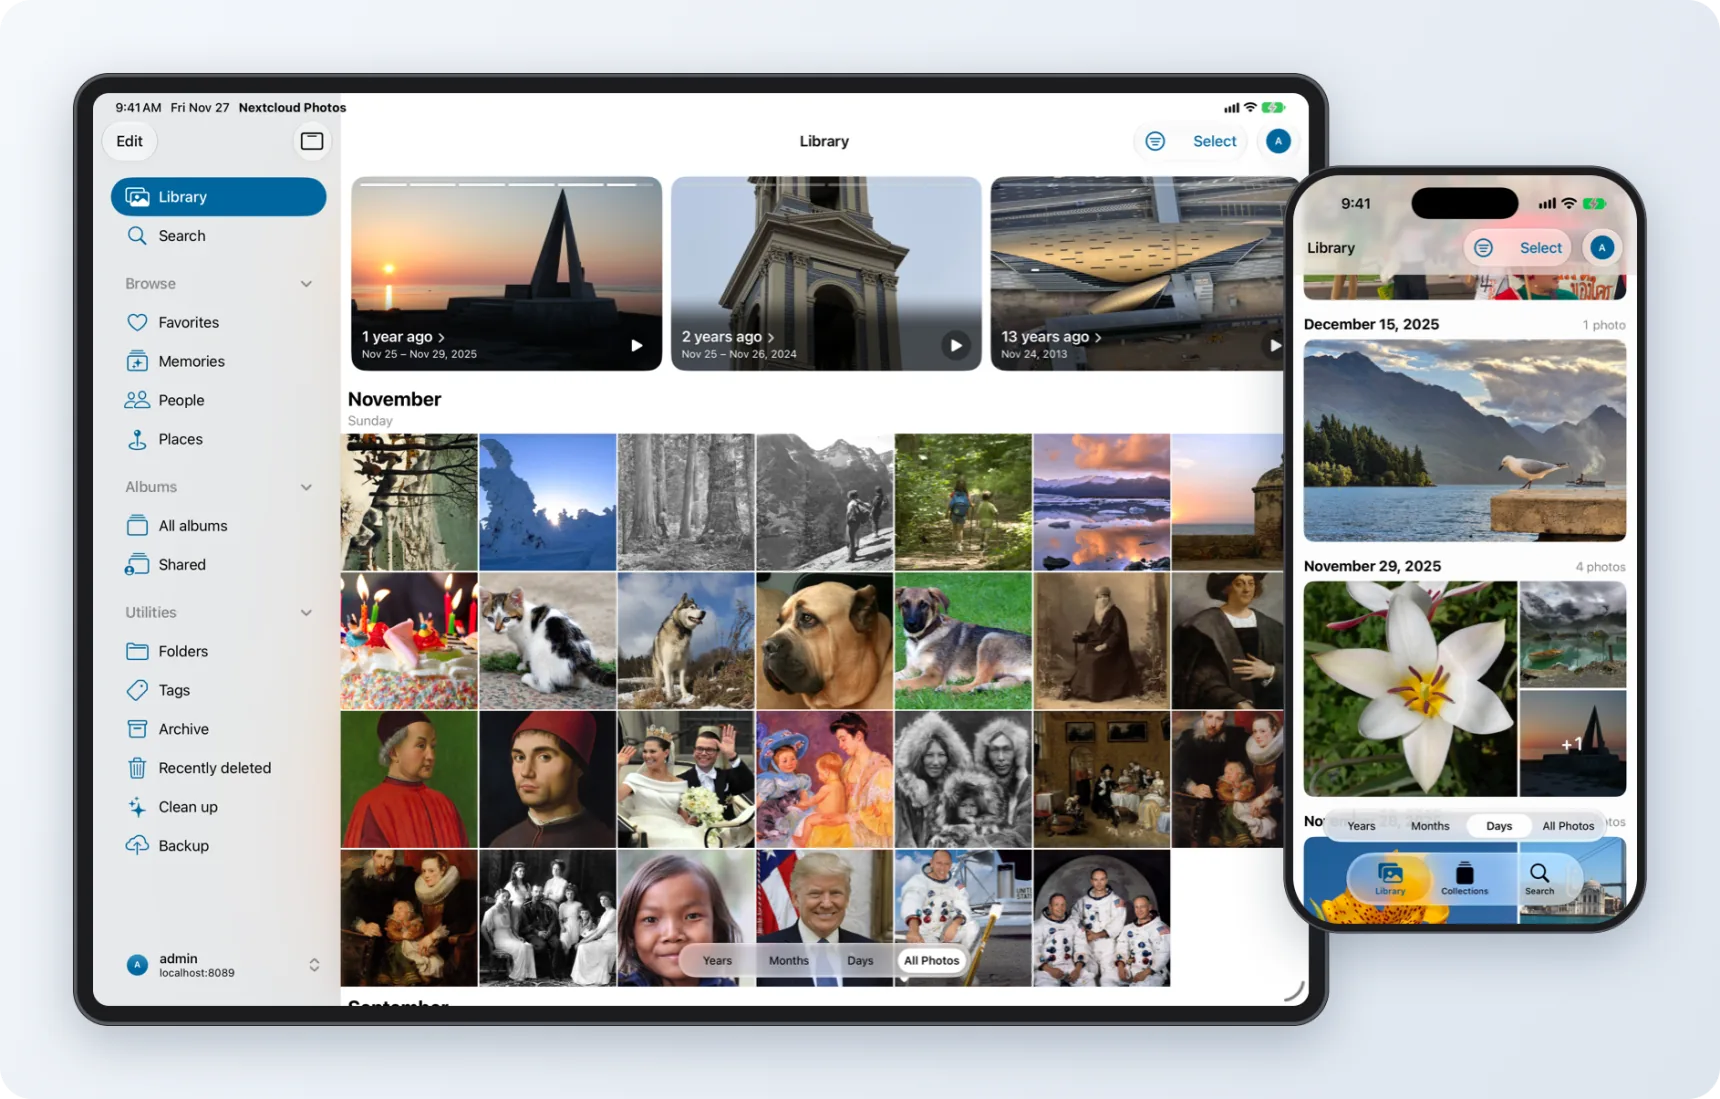 9:41 AM Fri Nov 27 Nextcloud Photos
Edit
Library
Select
A
Library
Search
Browse
Favorites
Memories
People
Places
Albums
All albums
Shared
Utilities
Folders
Tags
Archive
Recently deleted
Clean up
Backup
A
admin
localhost:8089
1 year ago >
Nov 25 – Nov 29, 2025
2 years ago >
Nov 25 – Nov 26, 2024
13 years ago >
Nov 24, 2013
November
Sunday
Years Months Days All Photos
September
9:41
Library
Select
A
December 15, 2025
1 photo
November 29, 2025
4 photos
+1
Years Months Days All Photos
Library Collections Search